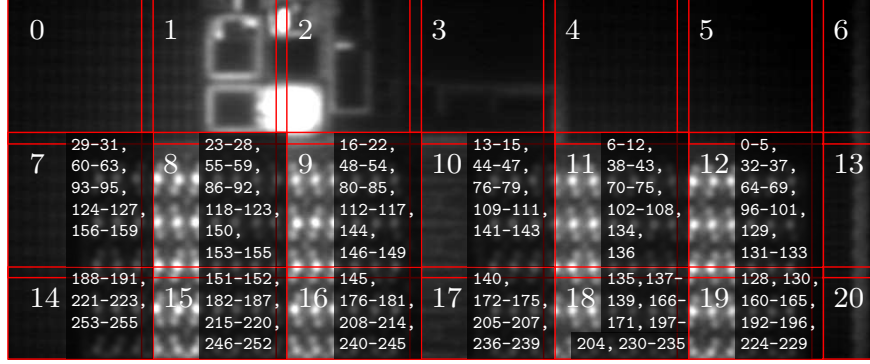 0 1 2 3 4 5 6
7 29-31, 60-63, 93-95, 124-127, 156-159
8 23-28, 55-59, 86-92, 118-123, 150, 153-155
9 16-22, 48-54, 80-85, 112-117, 144, 146-149
10 13-15, 44-47, 76-79, 109-111, 141-143
11 6-12, 38-43, 70-75, 102-108, 134, 136
12 0-5, 32-37, 64-69, 96-101, 129, 131-133
13
14 188-191, 221-223, 253-255
15 151-152, 182-187, 215-220, 246-252
16 145, 176-181, 208-214, 240-245
17 140, 172-175, 205-207, 236-239
18 135,137-139, 166-171, 197-204, 230-235
19 128, 130, 160-165, 192-196, 224-229
20